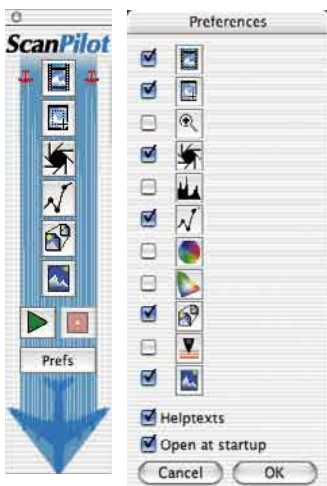 ScanPilot
Prefs
Preferences
Helptexts
Open at startup
Cancel
OK